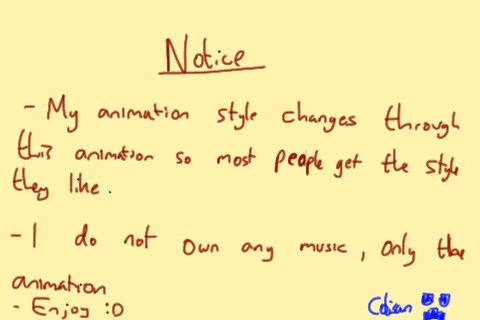 Notice
- My animation style changes through
this animation so most people get the style
they like.
- I do not own any music, only the
animation
- Enjoy :D